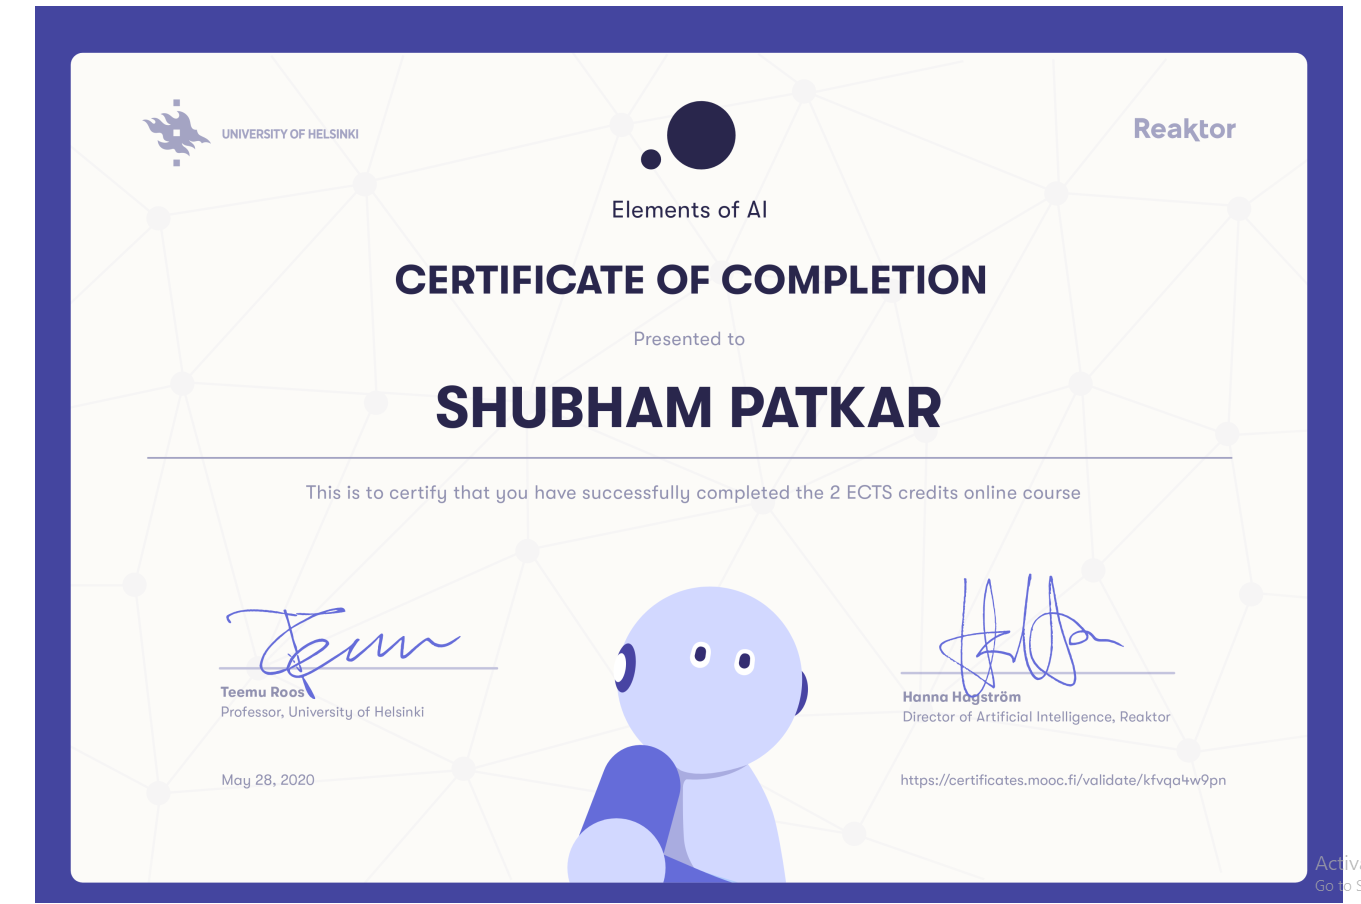 UNIVERSITY OF HELSINKI
Reaktor
Elements of AI
CERTIFICATE OF COMPLETION
Presented to
SHUBHAM PATKAR
This is to certify that you have successfully completed the 2 ECTS credits online course
Teemu
Teemu Roos
Professor, University of Helsinki
Hanna Hagström
Director of Artificial Intelligence, Reaktor
May 28, 2020
https://certificates.mooc.fi/validate/kfvqa4w9pn
Go to